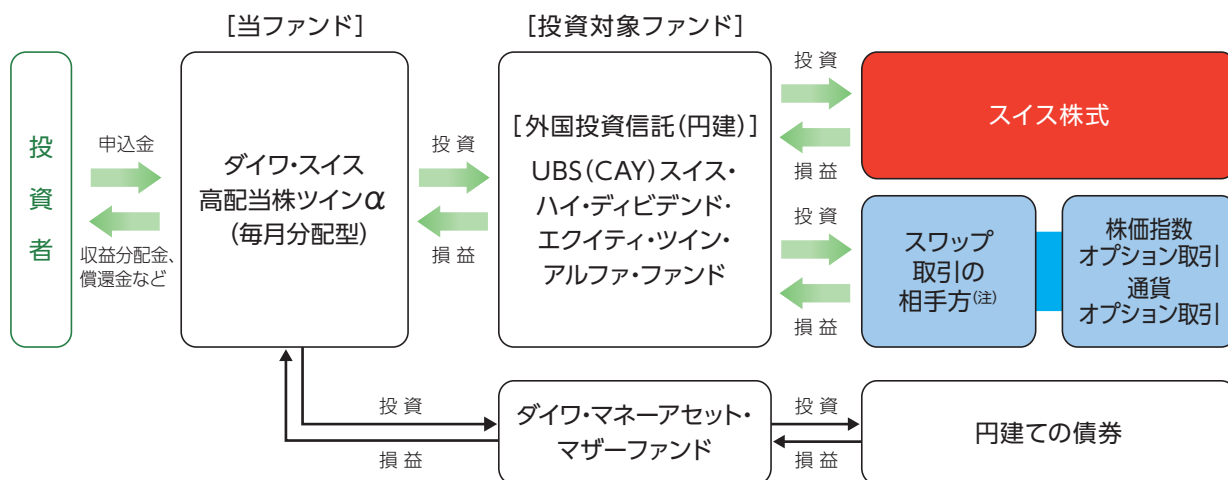 [当ファンド]
[投資対象ファンド]
投資者
申込金
収益分配金、
償還金など
ダイワ・スイス
高配当株ツインα
(毎月分配型)
投 資
損 益
[外国投資信託(円建)]
UBS(CAY)スイス・
ハイ・ディビデンド・
エクイティ・ツイン・
アルファ・ファンド
投 資
損 益
スイス株式
投 資
損 益
スワップ
取引の
相手方(注)
株価指数
オプション取引
通貨
オプション取引
投 資
損 益
ダイワ・マネーアセット・
マザーファンド
投 資
損 益
円建ての債券